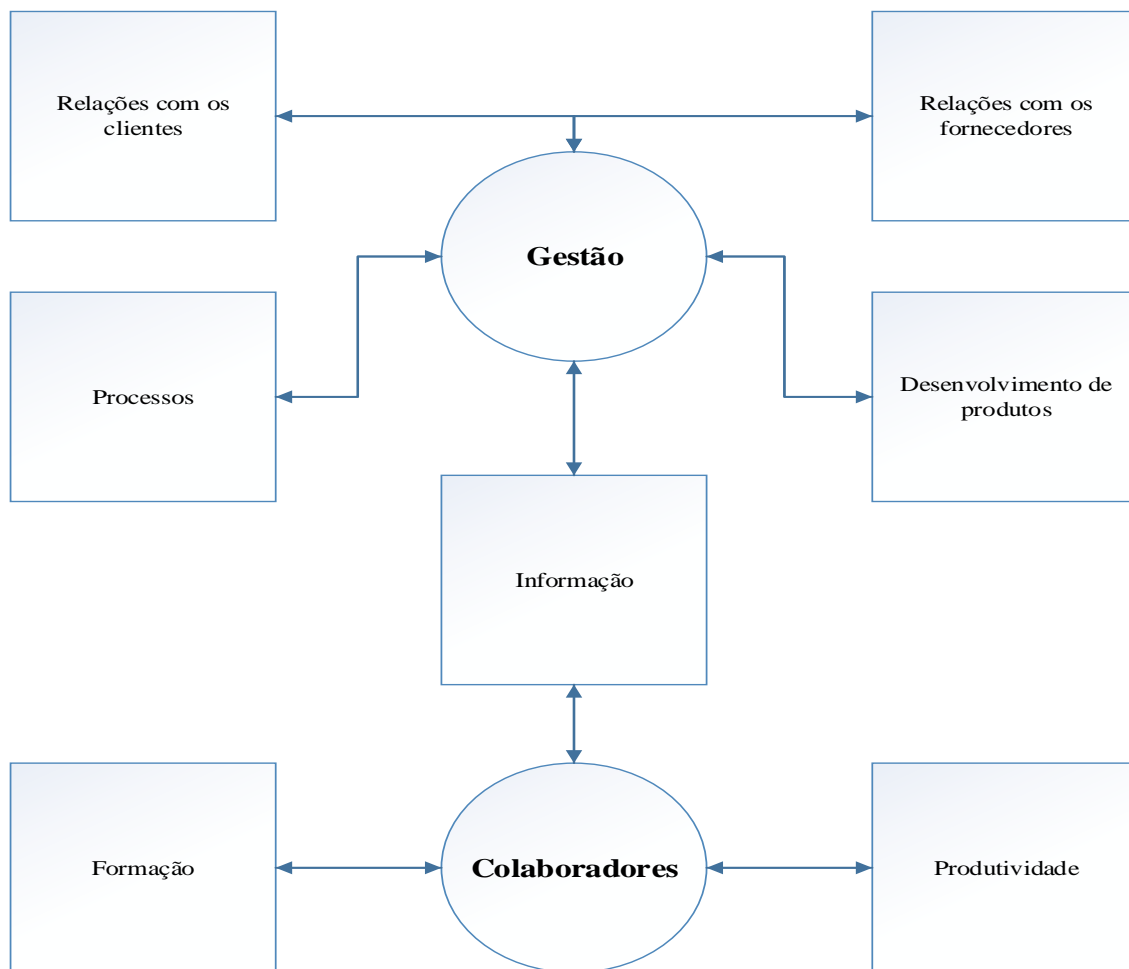 Relações com os
clientes
Relações com os
fornecedores
Gestão
Processos
Desenvolvimento de
produtos
Informação
Formação
Colaboradores
Produtividade